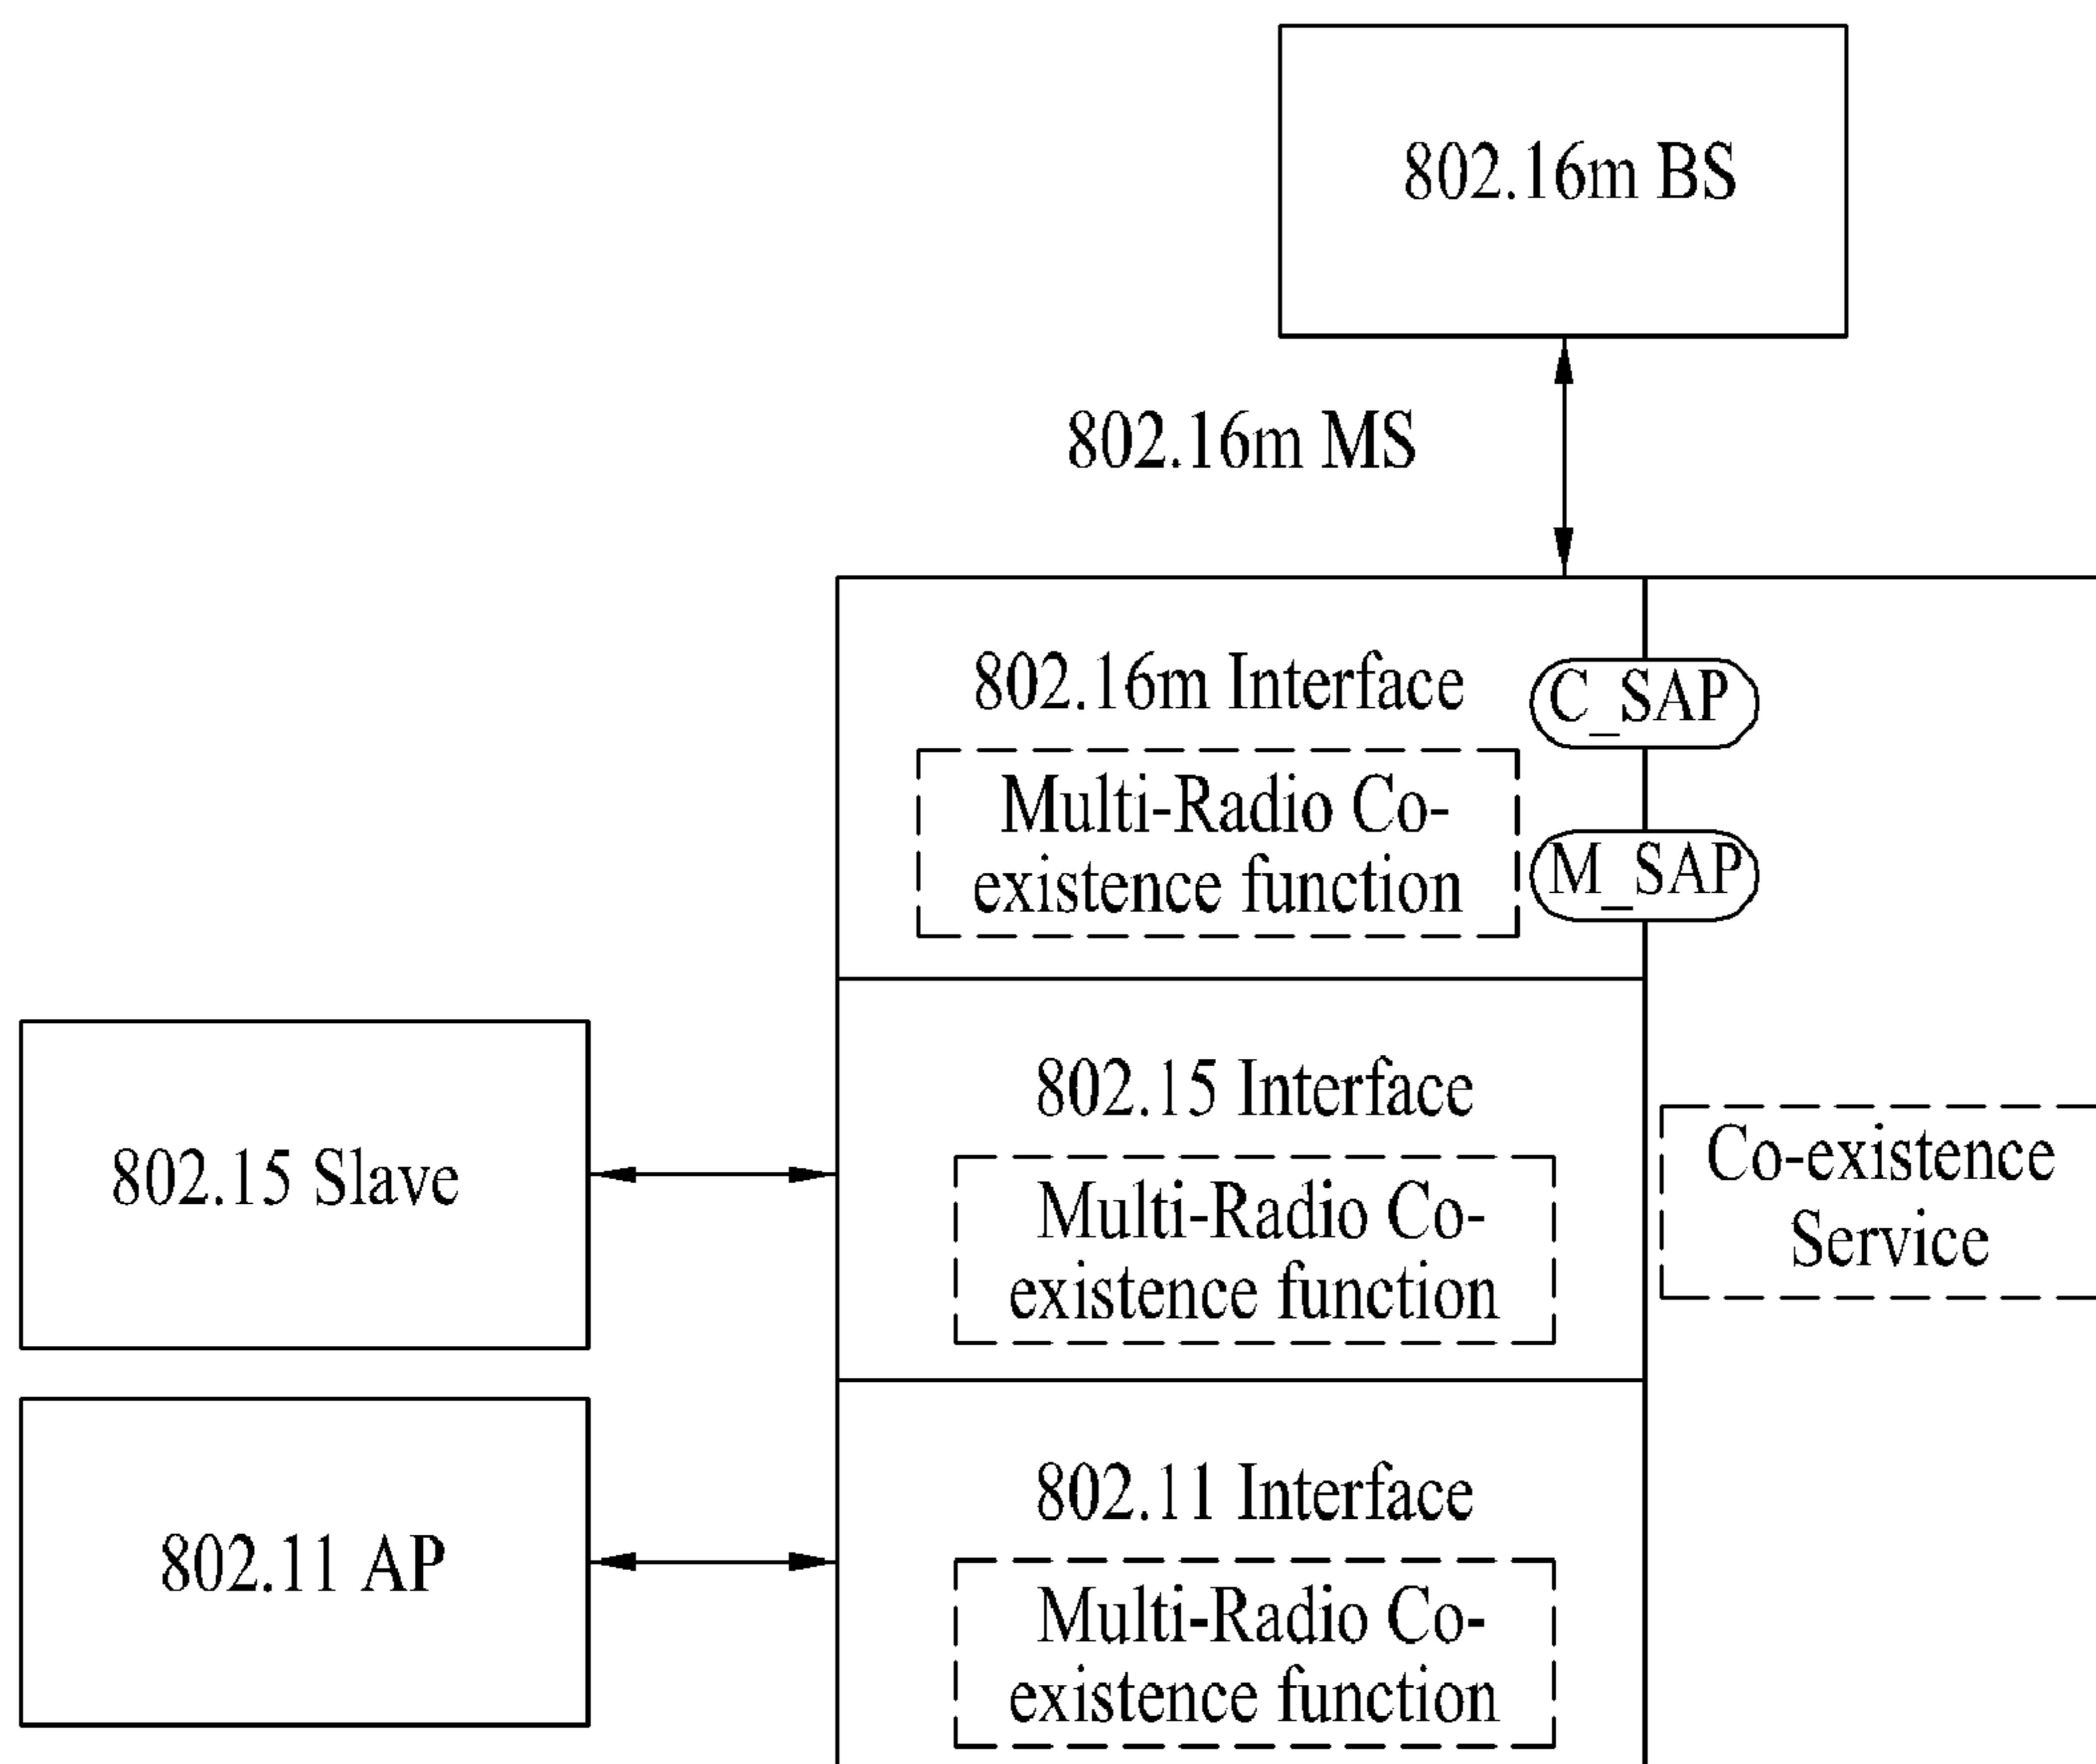 802.16m BS
802.16m MS
802.16m Interface
C_SAP
Multi-Radio Co-
existence function
M_SAP
802.15 Slave
802.15 Interface
Multi-Radio Co-
existence function
Co-existence
Service
802.11 AP
802.11 Interface
Multi-Radio Co-
existence function